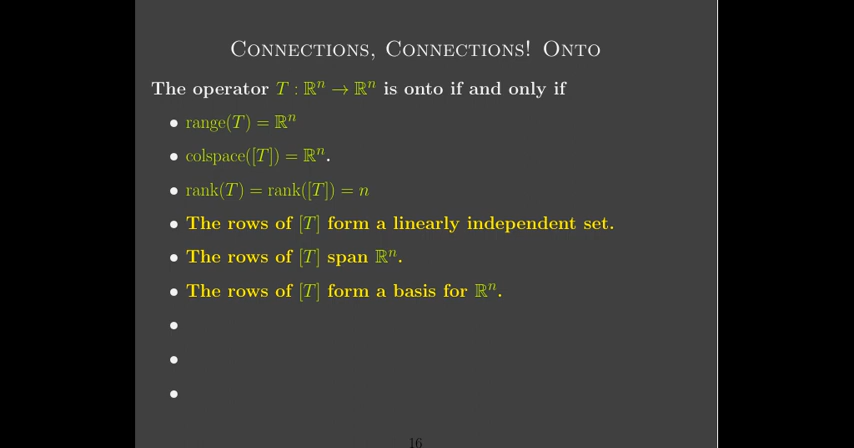 Connections, Connections! Onto
The operator T : ℝⁿ → ℝⁿ is onto if and only if
• range(T) = ℝⁿ
• colspace([T]) = ℝⁿ.
• rank(T) = rank([T]) = n
• The rows of [T] form a linearly independent set.
• The rows of [T] span ℝⁿ.
• The rows of [T] form a basis for ℝⁿ.
•
•
•
16